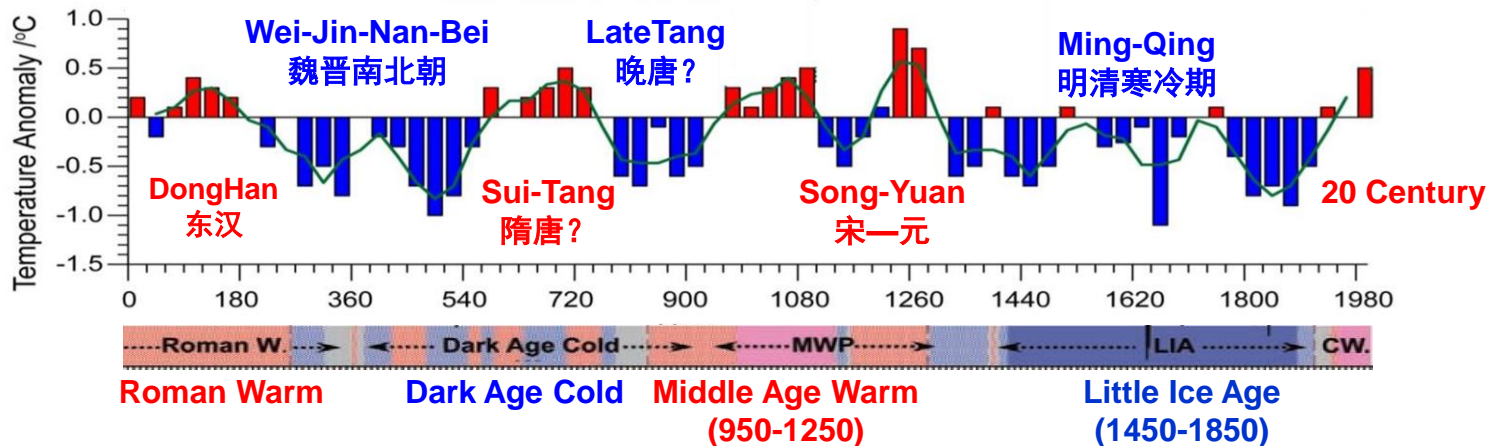 Temperature Anomaly /ºC
1.0
0.5
0.0
-0.5
-1.0
-1.5
Wei-Jin-Nan-Bei
魏晋南北朝
LateTang
晚唐？
Ming-Qing
明清寒冷期
DongHan
东汉
Sui-Tang
隋唐？
Song-Yuan
宋—元
20 Century
0 180 360 540 720 900 1080 1260 1440 1620 1800 1980
Roman W. Dark Age Cold MWP LIA CW.
Roman Warm Dark Age Cold Middle Age Warm Little Ice Age
(950-1250) (1450-1850)